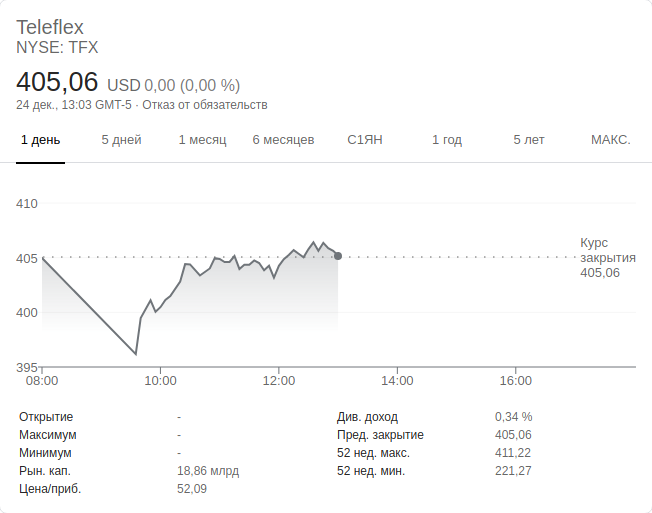 Teleflex
NYSE: TFX
405,06 USD 0,00 (0,00 %)
24 дек., 13:03 GMT-5 · Отказ от обязательств
1 день 5 дней 1 месяц 6 месяцев С1ЯН 1 год 5 лет МАКС.
410
405
400
395
Курс
закрытия
405,06
08:00 10:00 12:00 14:00 16:00
Открытие - Див. доход 0,34 %
Максимум - Пред. закрытие 405,06
Минимум - 52 нед. макс. 411,22
Рын. кап. 18,86 млрд 52 нед. мин. 221,27
Цена/приб. 52,09